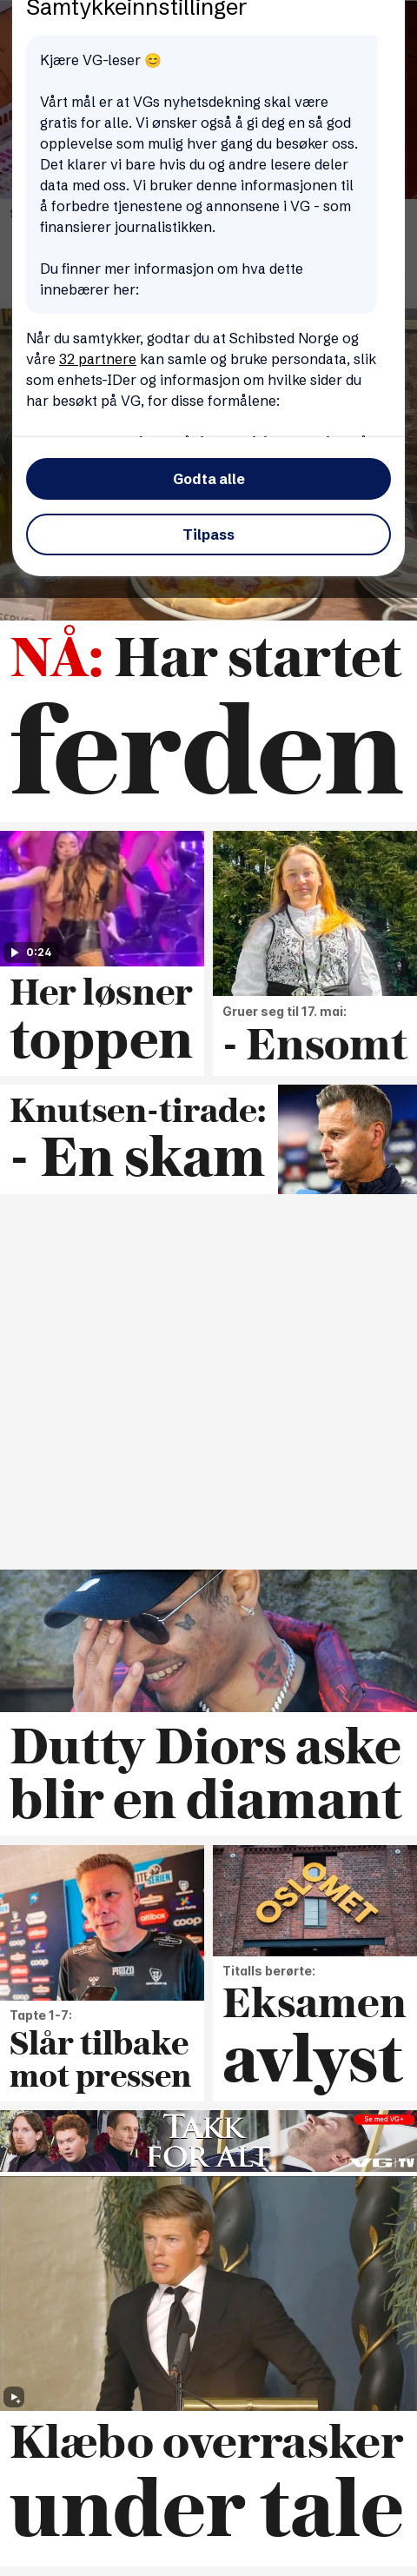 Samtykkeinnstillinger
Kjære VG-leser 😊
Vårt mål er at VGs nyhetsdekning skal være
gratis for alle. Vi ønsker også å gi deg en så god
opplevelse som mulig hver gang du besøker oss.
Det klarer vi bare hvis du og andre lesere deler
data med oss. Vi bruker denne informasjonen til
å forbedre tjenestene og annonsene i VG - som
finansierer journalistikken.
Du finner mer informasjon om hva dette
innebærer her:
Når du samtykker, godtar du at Schibsted Norge og
våre 32 partnere kan samle og bruke persondata, slik
som enhets-IDer og informasjon om hvilke sider du
har besøkt på VG, for disse formålene:
Godta alle
Tilpass
NÅ: Har startet
ferden
0:24
Her løsner
toppen
Gruer seg til 17. mai:
- Ensomt
Knutsen-tirade:
- En skam
Dutty Diors aske
blir en diamant
Tapte 1-7:
Slår tilbake
mot pressen
OSLOMET
Titalls berørte:
Eksamen
avlyst
TAKK
FOR ALT
Se med VG+
VGTV
Klæbo overrasker
under tale